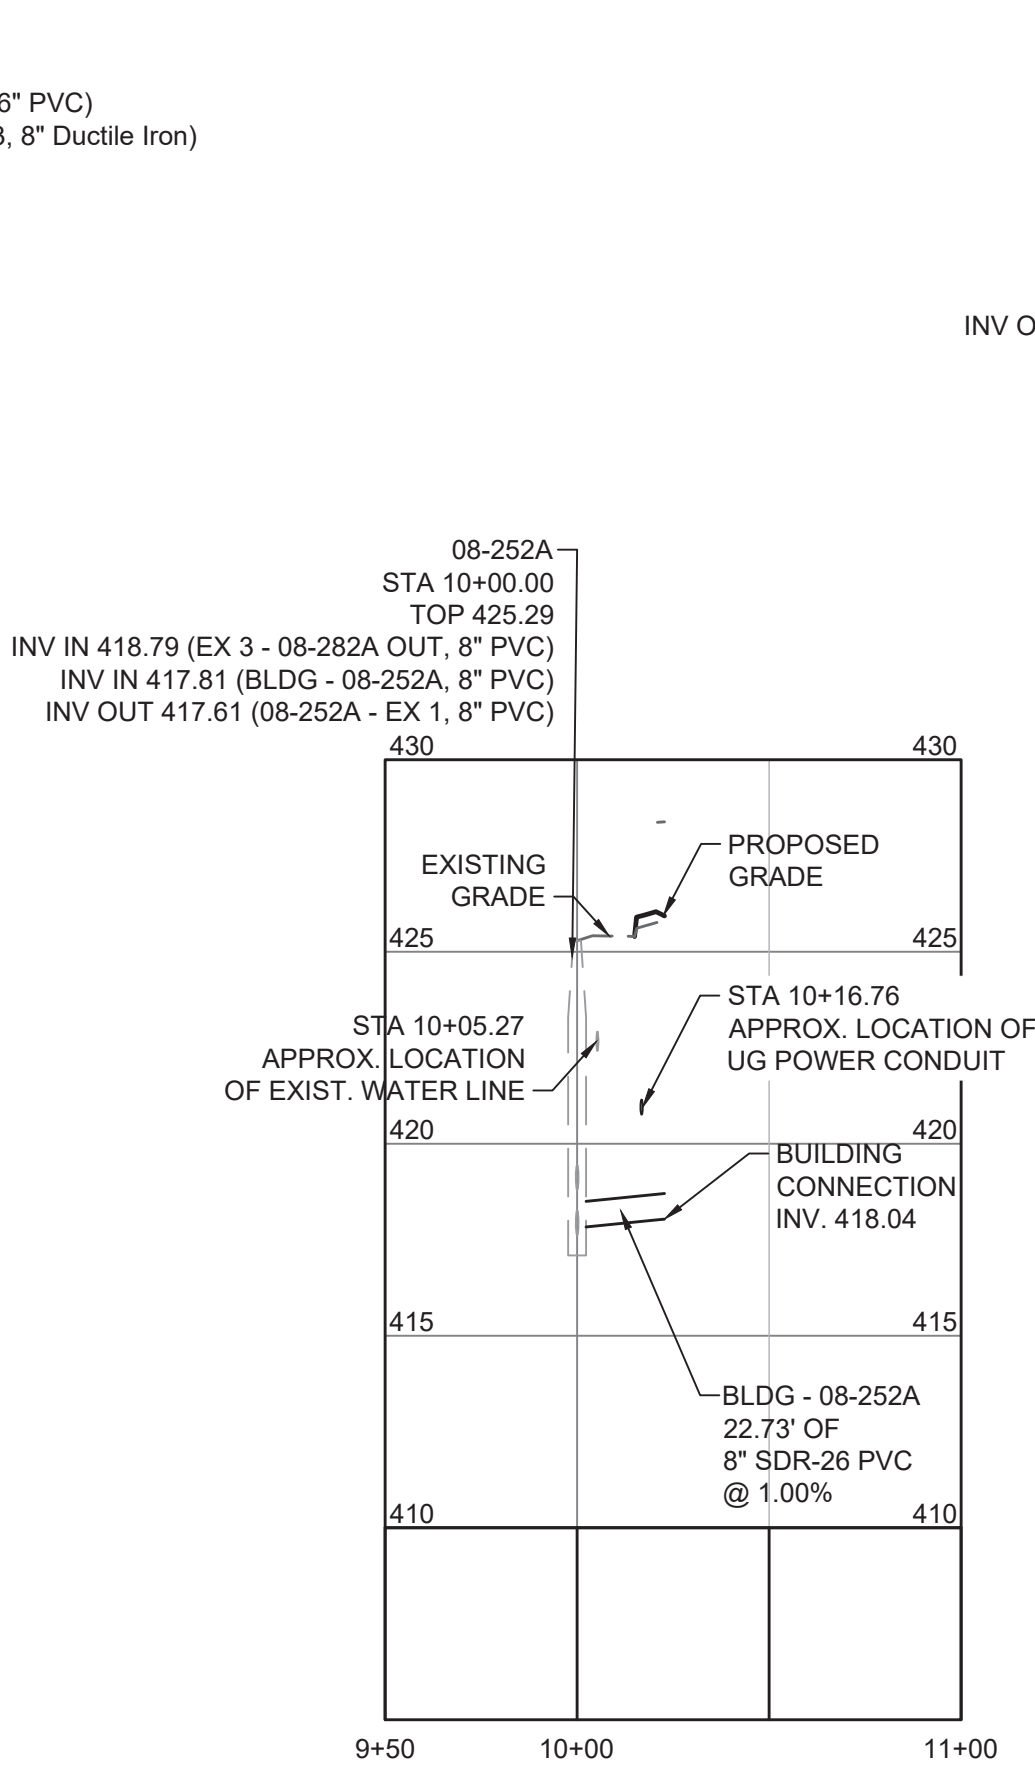 6" PVC)
8" Ductile Iron)
INV
08-252A
STA 10+00.00
TOP 425.29
INV IN 418.79 (EX 3 - 08-282A OUT, 8" PVC)
INV IN 417.81 (BLDG - 08-252A, 8" PVC)
INV OUT 417.61 (08-252A - EX 1, 8" PVC)
430
430
PROPOSED
GRADE
EXISTING
GRADE
425
425
STA 10+16.76
APPROX. LOCATION OF
UG POWER CONDUIT
STA 10+05.27
APPROX. LOCATION
OF EXIST. WATER LINE
420
420
BUILDING
CONNECTION
INV. 418.04
415
415
BLDG - 08-252A
22.73' OF
8" SDR-26 PVC
@ 1.00%
410
410
9+50
10+00
11+00